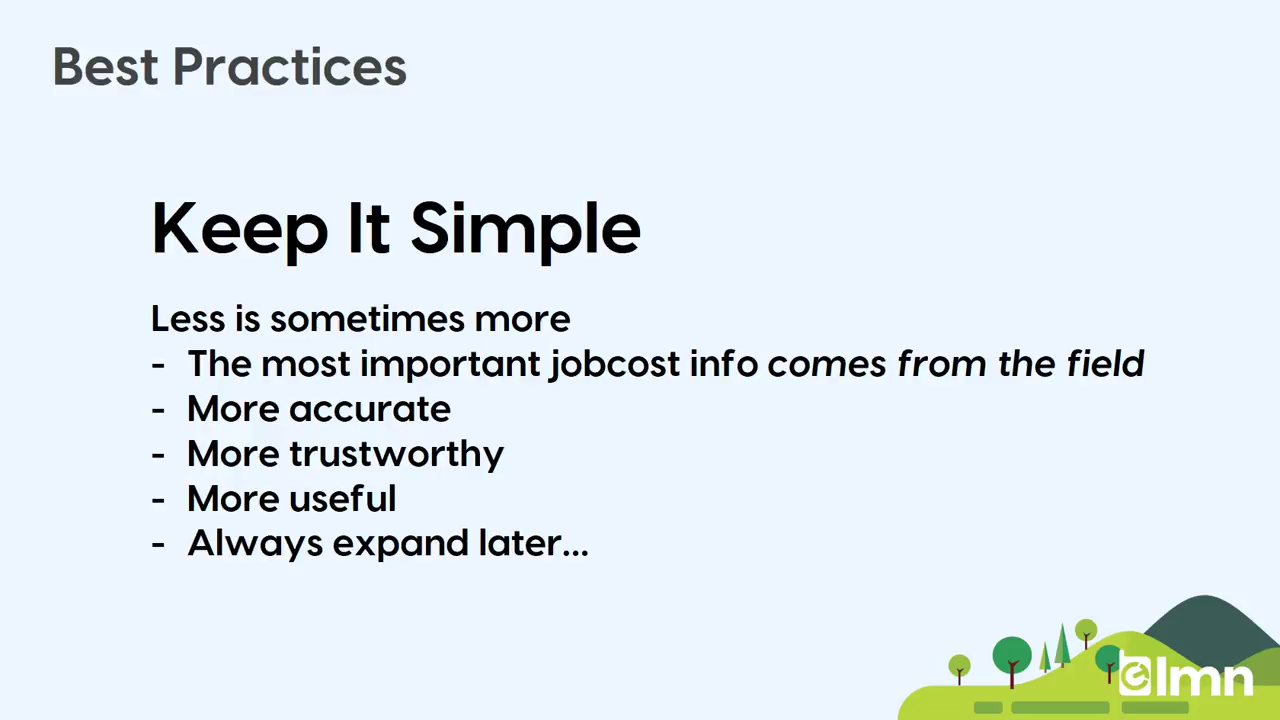 Best Practices
Keep It Simple
Less is sometimes more
- The most important jobcost info comes from the field
- More accurate
- More trustworthy
- More useful
- Always expand later...
lmn